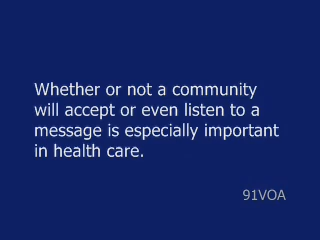 Whether or not a community
will accept or even listen to a
message is especially important
in health care.
91VOA